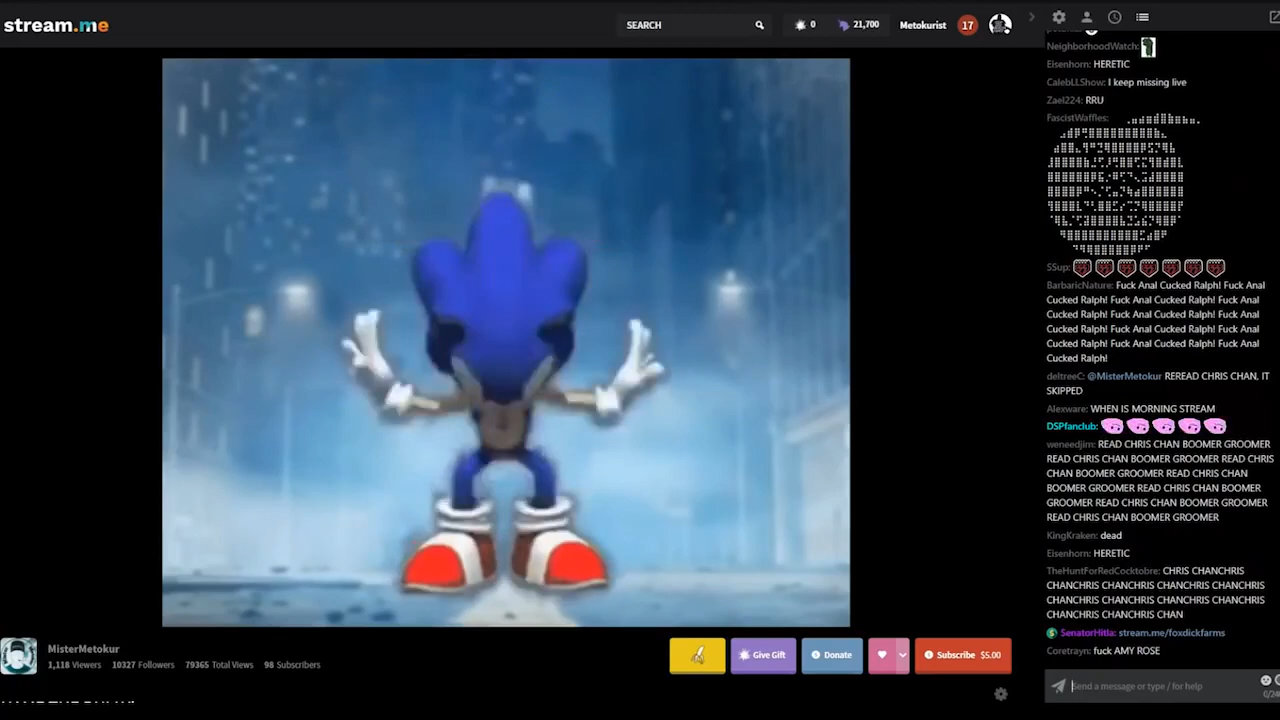 stream.me
SEARCH
0
21,700
Metokurist
17
NeighborhoodWatch:
Eisenhorn: HERETIC
CalebLLShow: I keep missing live
Zael224: RRU
FascistWaffles:
SSup:
BarbaricNature: Fuck Anal Cucked Ralph! Fuck Anal
Cucked Ralph! Fuck Anal Cucked Ralph! Fuck Anal
Cucked Ralph! Fuck Anal Cucked Ralph! Fuck Anal
Cucked Ralph! Fuck Anal Cucked Ralph! Fuck Anal
Cucked Ralph! Fuck Anal Cucked Ralph! Fuck Anal
Cucked Ralph!
deltreeC: @MisterMetokur REREAD CHRIS CHAN, IT
SKIPPED
Alexware: WHEN IS MORNING STREAM
DSPfanclub:
weneedjim: READ CHRIS CHAN BOOMER GROOMER
READ CHRIS CHAN BOOMER GROOMER READ CHRIS
CHAN BOOMER GROOMER READ CHRIS CHAN
BOOMER GROOMER READ CHRIS CHAN BOOMER
GROOMER READ CHRIS CHAN BOOMER GROOMER
READ CHRIS CHAN BOOMER GROOMER
KingKraken: dead
Eisenhorn: HERETIC
TheHuntForRedCocktobre: CHRIS CHANCHRIS
CHANCHRIS CHANCHRIS CHANCHRIS CHANCHRIS
CHANCHRIS CHANCHRIS CHANCHRIS CHANCHRIS
CHANCHRIS CHANCHRIS CHAN
SenatorHitla: stream.me/foxdickfarms
Coretrayn: fuck AMY ROSE
Send a message or type / for help
MisterMetokur
1,118 Viewers 10327 Followers 79365 Total Views 98 Subscribers
Give Gift
Donate
Subscribe $5.00